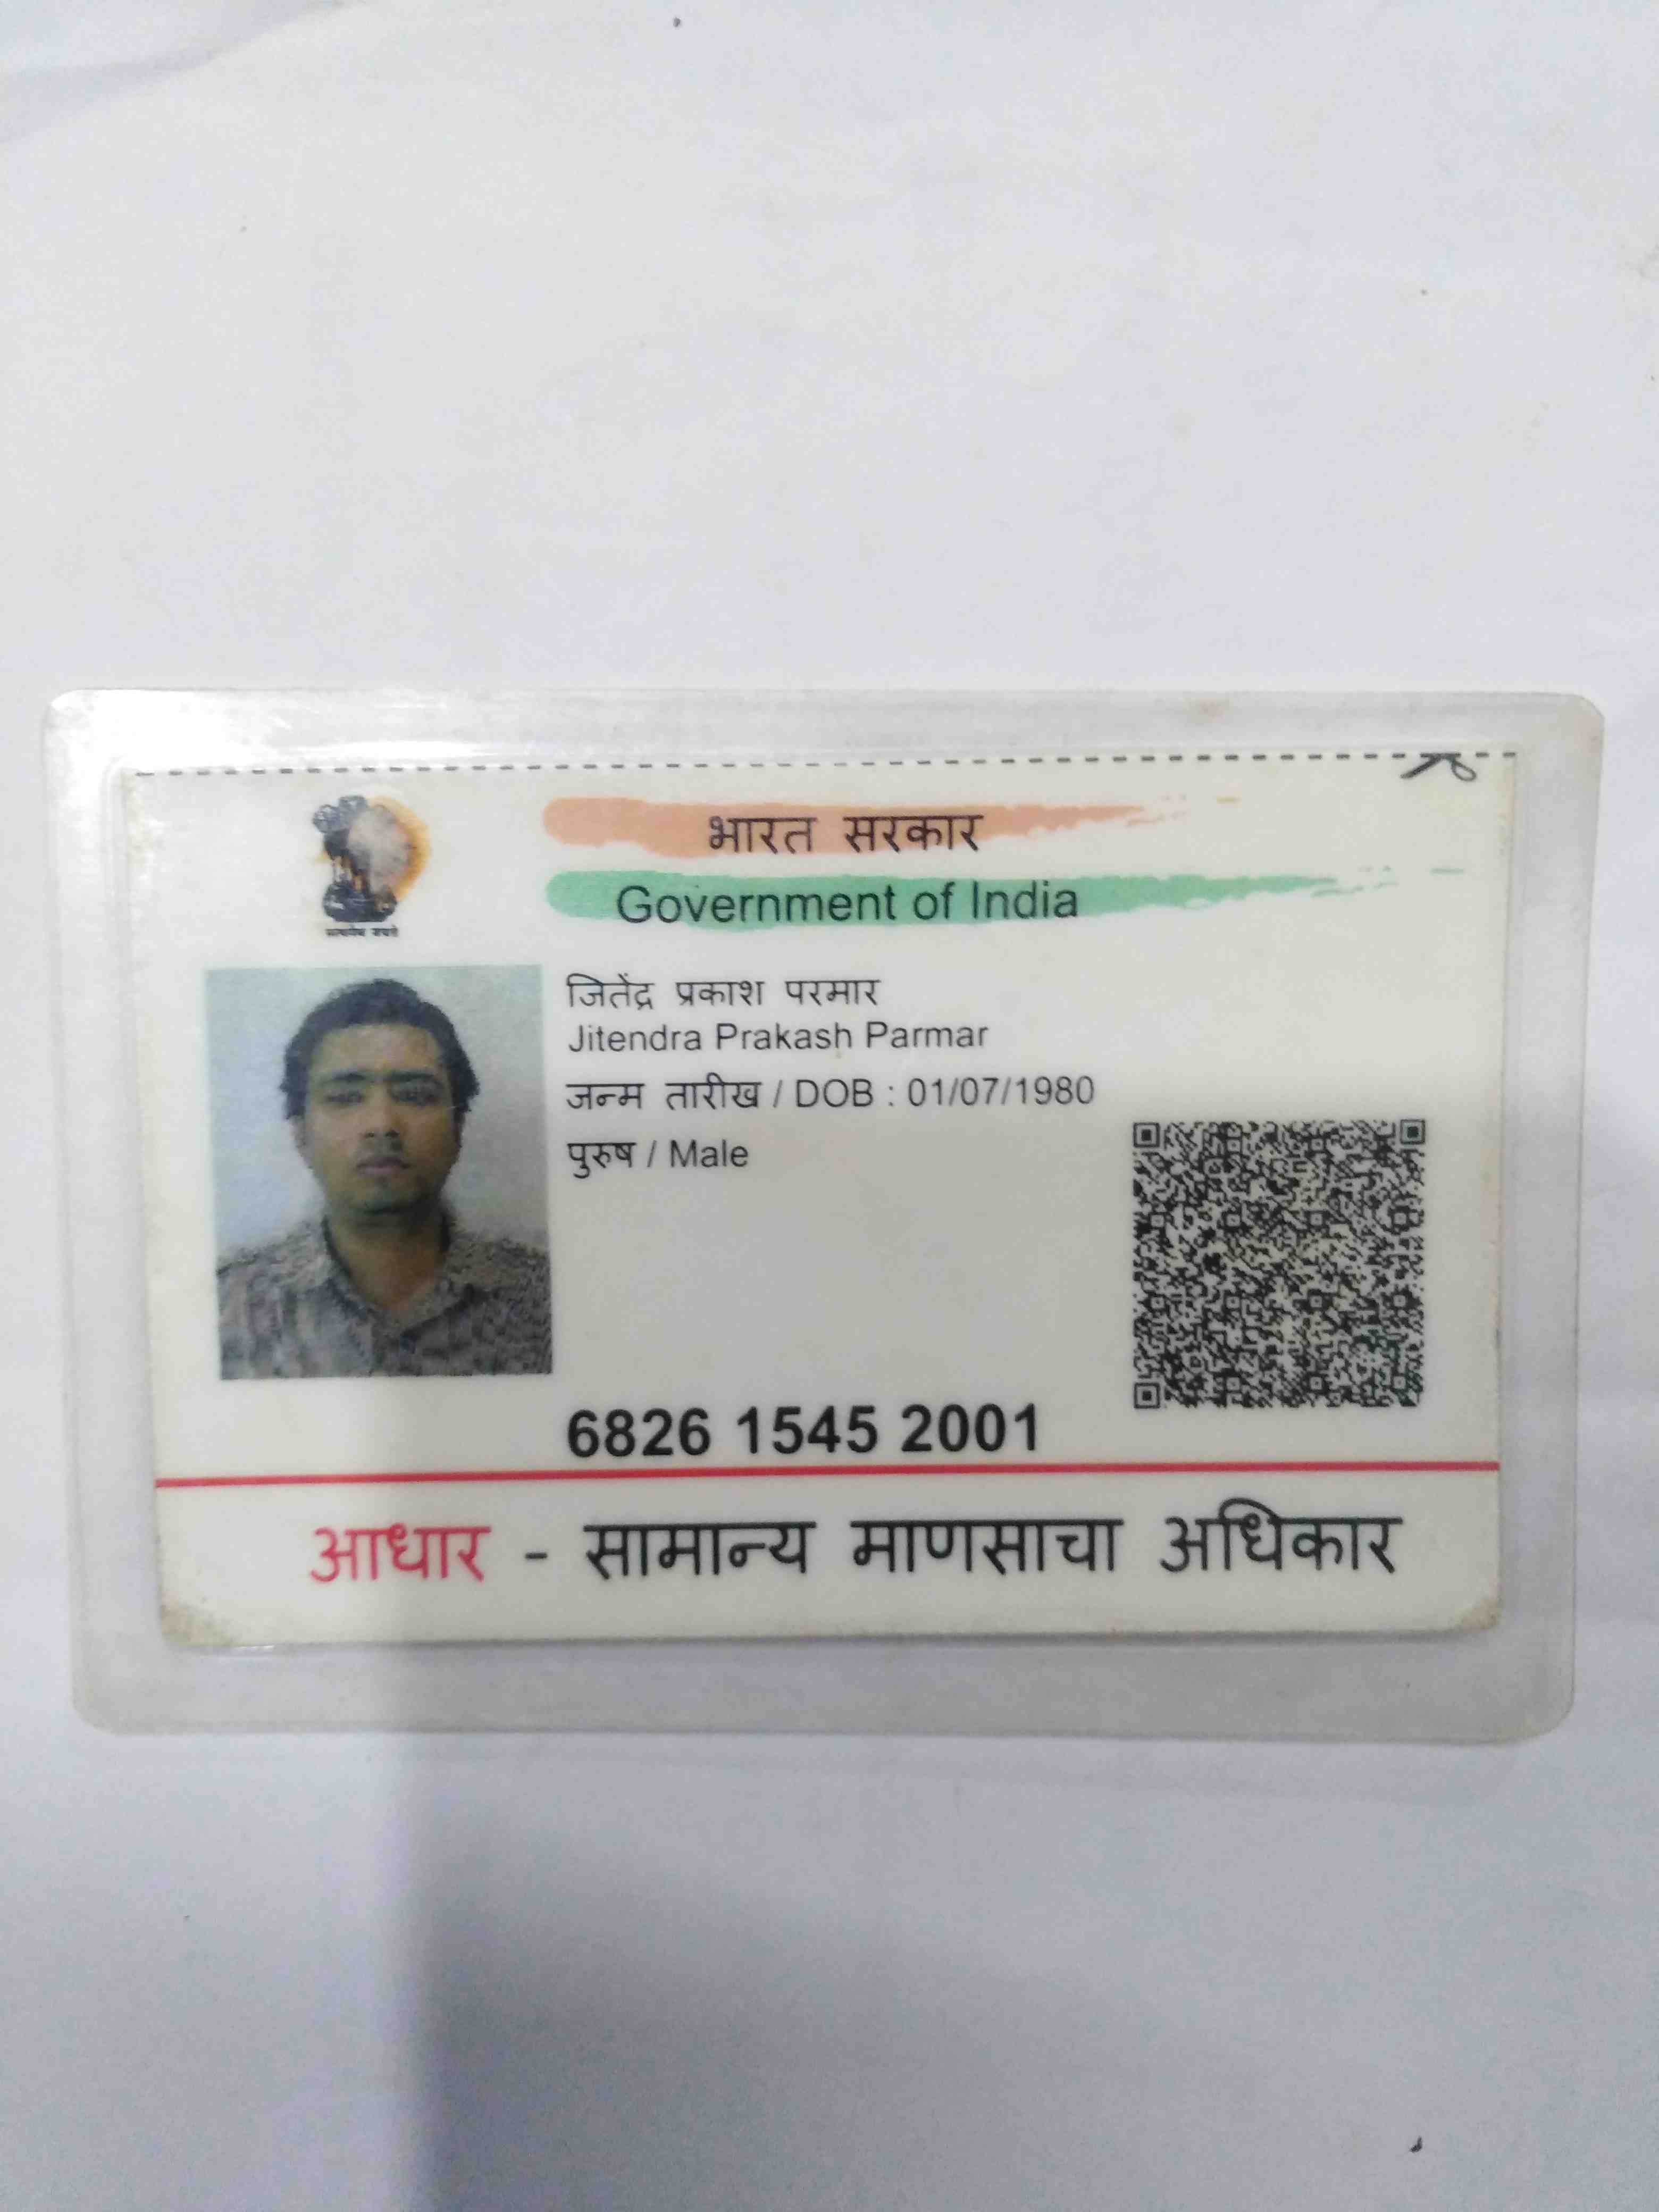 भारत सरकार
Government of India
सत्यमेव जयते
जितेंद्र प्रकाश परमार
Jitendra Prakash Parmar
जन्म तारीख / DOB : 01/07/1980
पुरुष / Male
6826 1545 2001
आधार - सामान्य माणसाचा अधिकार